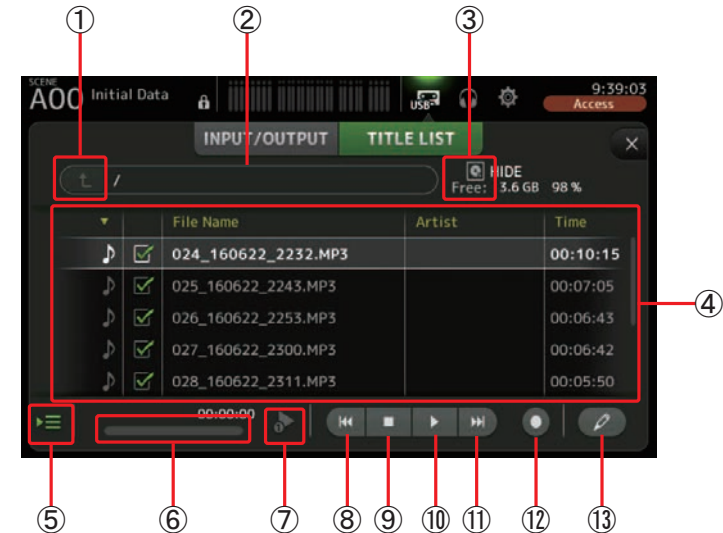 ① ② ③
SCENE
A00 Initial Data USB 9:39:03
Access
INPUT/OUTPUT TITLE LIST ×
/ HIDE
Free: 3.6 GB 98 %
File Name Artist Time
024_160622_2232.MP3 00:10:15
025_160622_2243.MP3 00:07:05
026_160622_2253.MP3 00:06:43
④
027_160622_2300.MP3 00:06:42
028_160622_2311.MP3 00:05:50
00:00:00
⑤ ⑥ ⑦ ⑧ ⑨ ⑩ ⑪ ⑫ ⑬